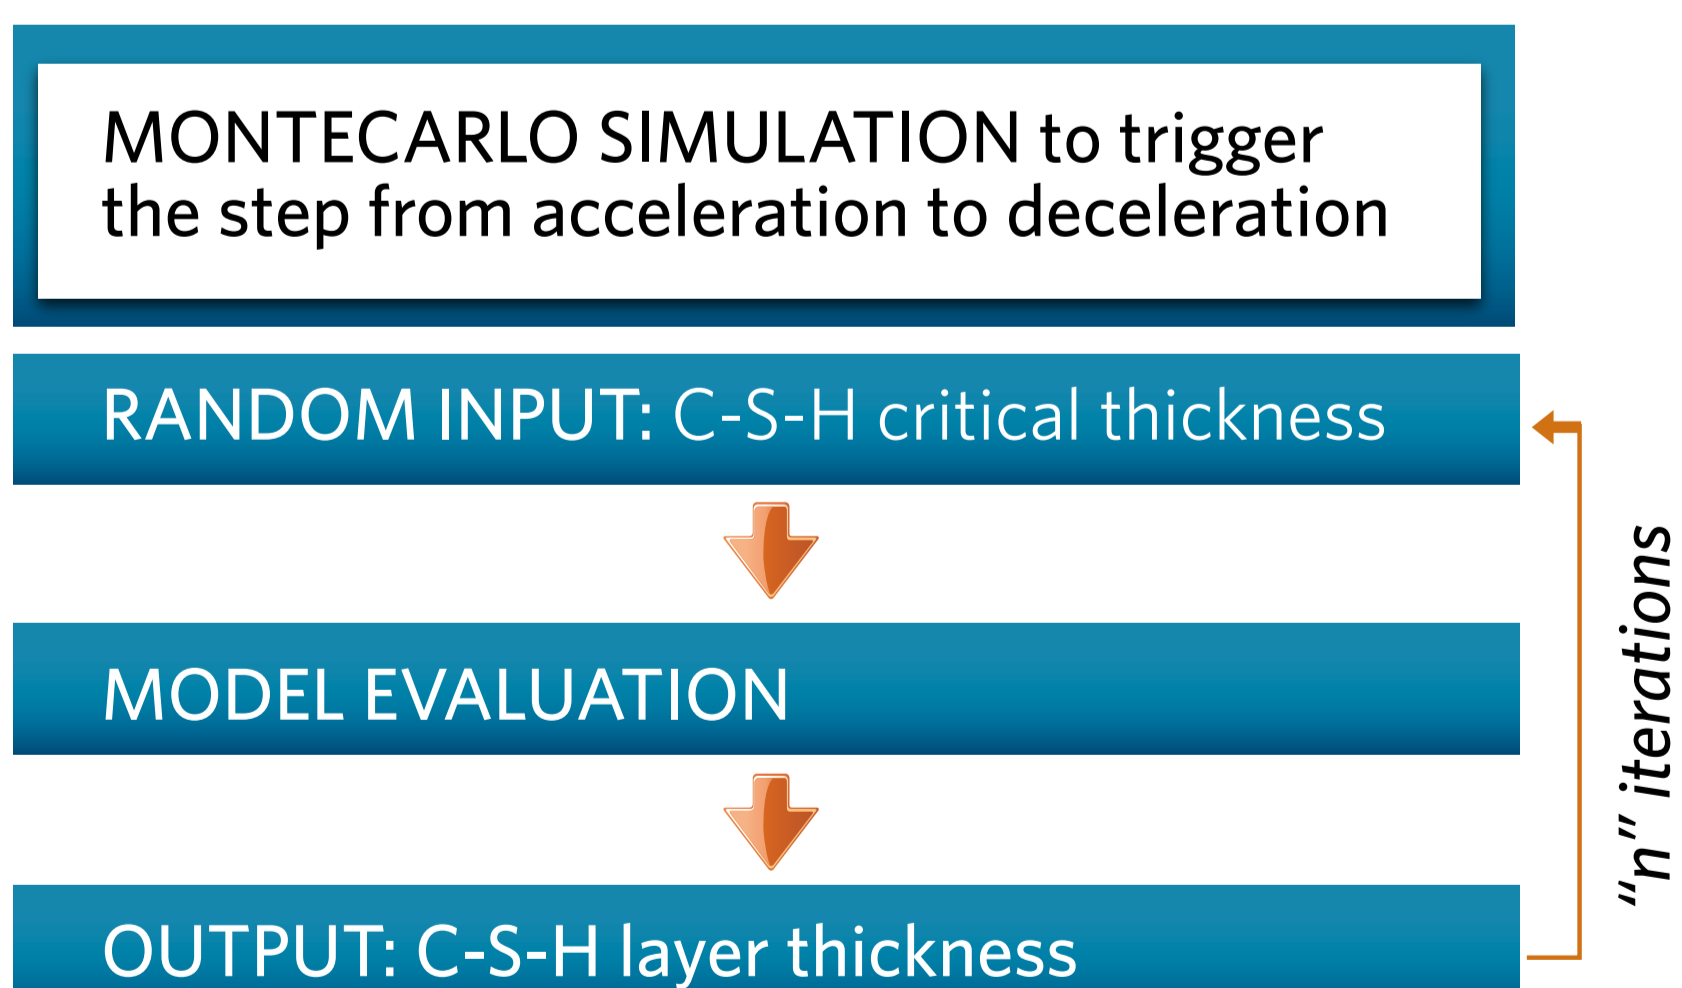 MONTECARLO SIMULATION to trigger
the step from acceleration to deceleration
RANDOM INPUT: C-S-H critical thickness
MODEL EVALUATION
OUTPUT: C-S-H layer thickness
“n” iterations